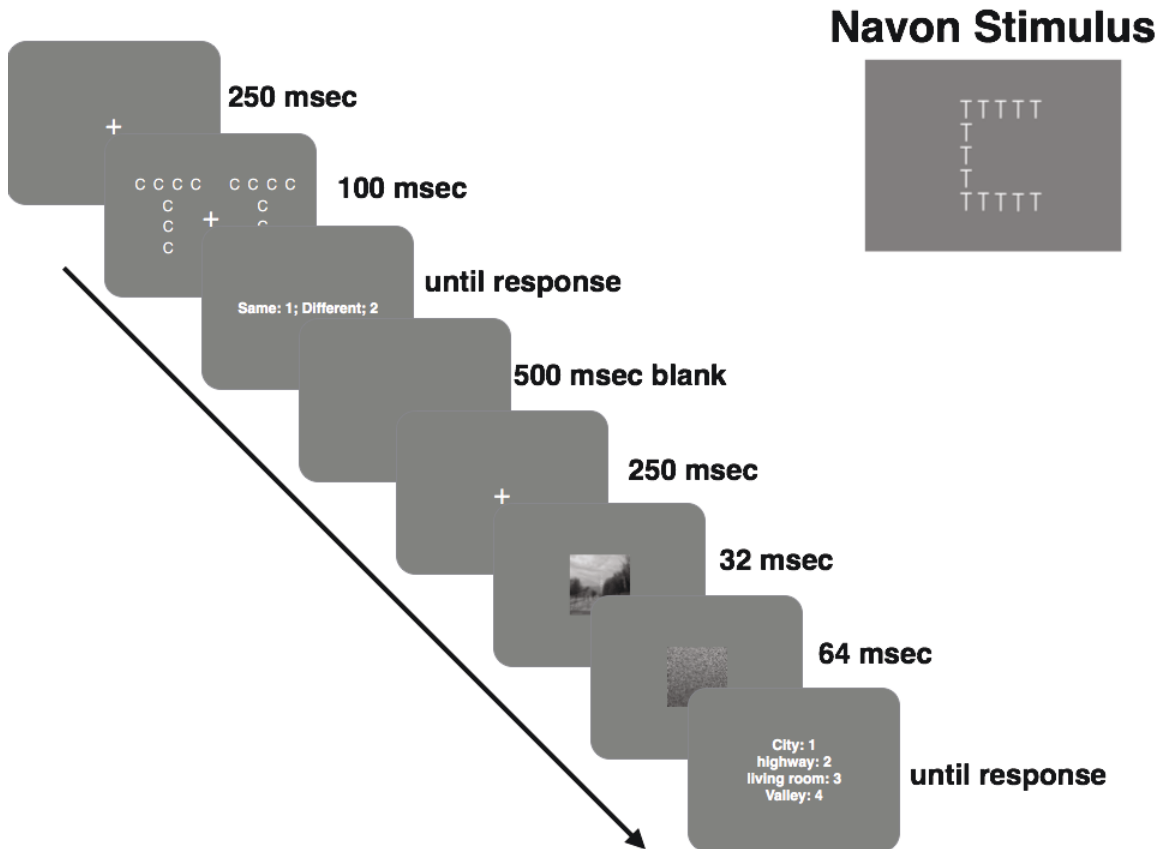 Navon Stimulus
T T T T T
T
T
T
T T T T T
+
250 msec
C C C C C C C C
C C
C + C
C
100 msec
Same: 1; Different; 2
until response
500 msec blank
+
250 msec
32 msec
64 msec
City: 1
highway: 2
living room: 3
Valley: 4
until response